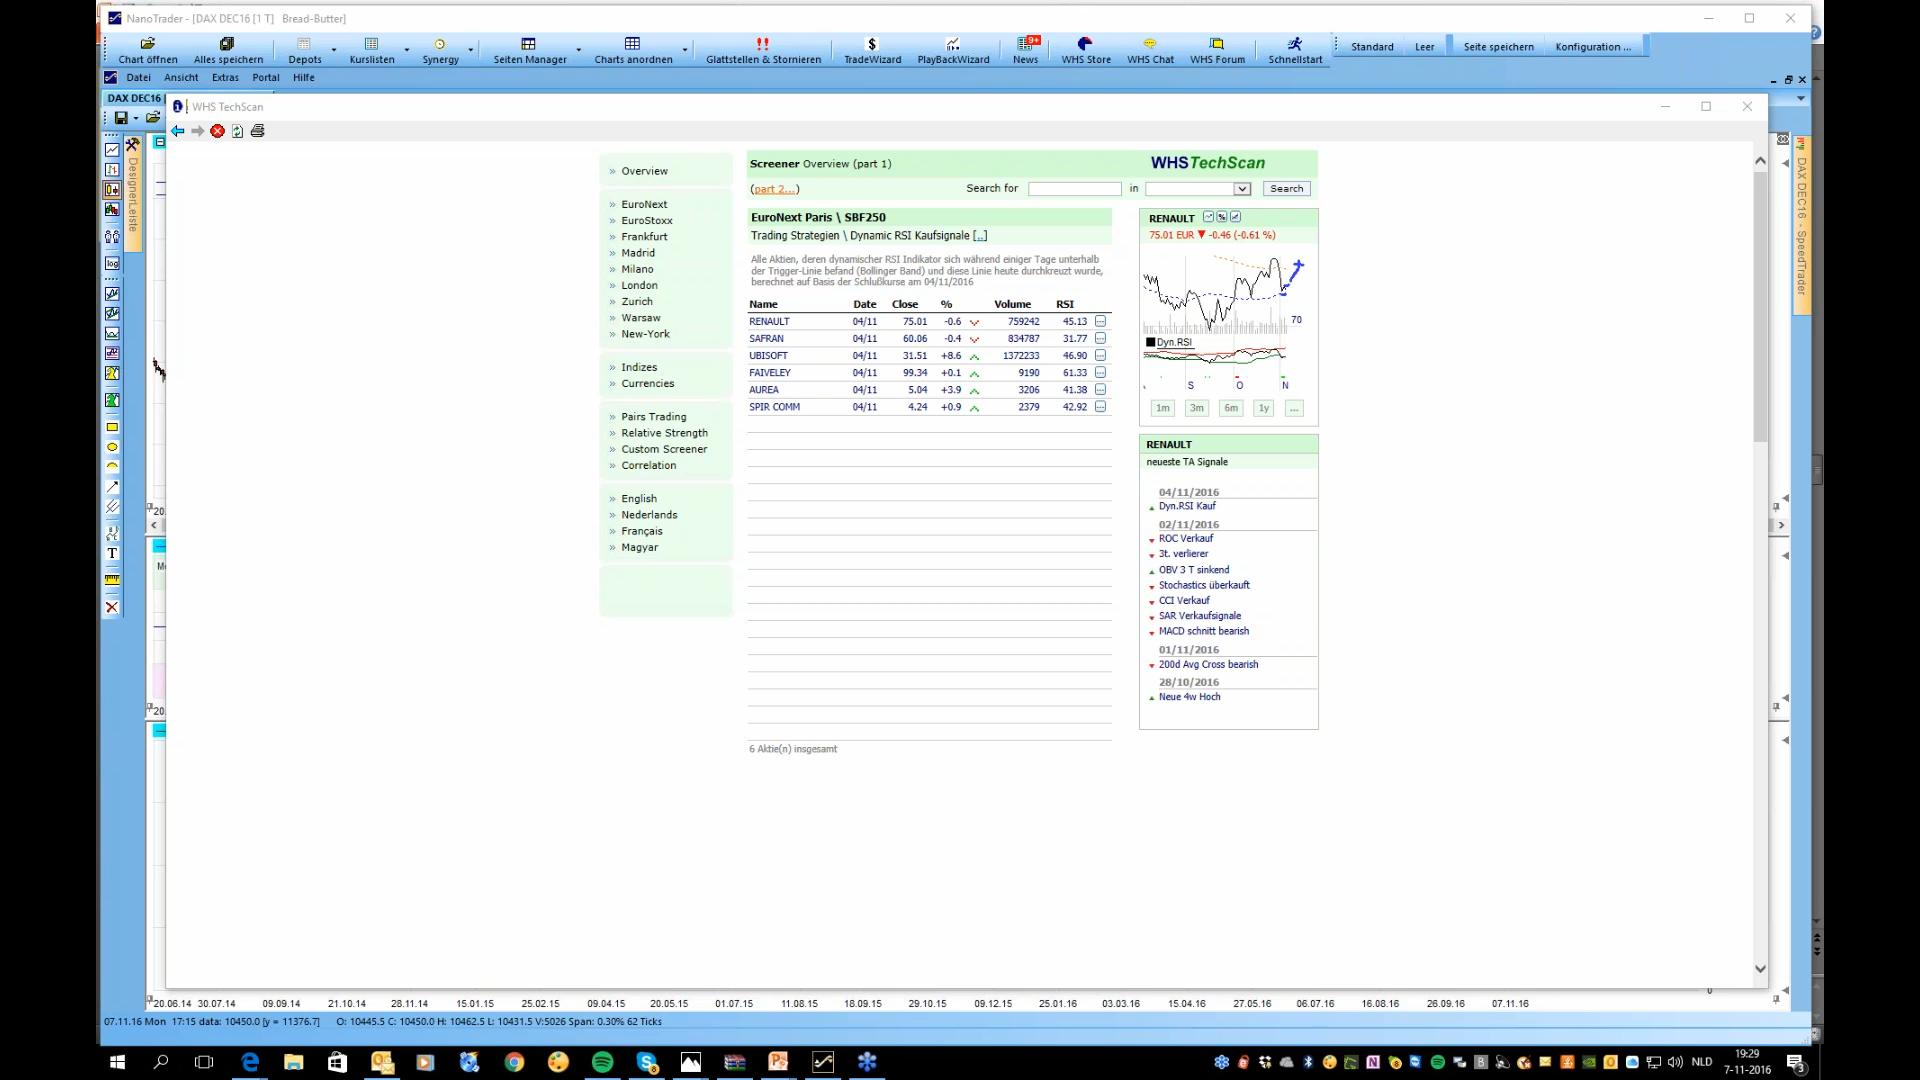 NanoTrader - [DAX DEC16 [1 T] Bread-Butter]
Chart öffnen Alles speichern Depots Kurslisten Synergy Seiten Manager Charts anordnen Glattstellen & Stornieren TradeWizard PlayBackWizard News 9+ WHS Store WHS Chat WHS Forum Schnellstart Standard Leer Seite speichern Konfiguration ...
Datei Ansicht Extras Portal Hilfe
DAX DEC16
WHS TechScan
DesignerLeiste
DAX DEC16 - SpeedTrader
» Overview
» EuroNext
» EuroStoxx
» Frankfurt
» Madrid
» Milano
» London
» Zurich
» Warsaw
» New-York
» Indizes
» Currencies
» Pairs Trading
» Relative Strength
» Custom Screener
» Correlation
» English
» Nederlands
» Français
» Magyar
Screener Overview (part 1) WHSTechScan
(part 2...) Search for in Search
EuroNext Paris \ SBF250
Trading Strategien \ Dynamic RSI Kaufsignale [..]
Alle Aktien, deren dynamischer RSI Indikator sich während einiger Tage unterhalb
der Trigger-Linie befand (Bollinger Band) und diese Linie heute durchkreuzt wurde,
berechnet auf Basis der Schlußkurse am 04/11/2016
Name Date Close % Volume RSI
RENAULT 04/11 75.01 -0.6 759242 45.13
SAFRAN 04/11 60.06 -0.4 834787 31.77
UBISOFT 04/11 31.51 +8.6 1372233 46.90
FAIVELEY 04/11 99.34 +0.1 9190 61.33
AUREA 04/11 5.04 +3.9 3206 41.38
SPIR COMM 04/11 4.24 +0.9 2379 42.92
6 Aktie(n) insgesamt
RENAULT
75.01 EUR ▼ -0.46 (-0.61 %)
70
Dyn.RSI
S O N
1m 3m 6m 1y ...
RENAULT
neueste TA Signale
04/11/2016
Dyn.RSI Kauf
02/11/2016
ROC Verkauf
3t. verlierer
OBV 3 T sinkend
Stochastics überkauft
CCI Verkauf
SAR Verkaufsignale
MACD schnitt bearish
01/11/2016
200d Avg Cross bearish
28/10/2016
Neue 4w Hoch
20.06.14 30.07.14 09.09.14 21.10.14 28.11.14 15.01.15 25.02.15 09.04.15 20.05.15 01.07.15 11.08.15 18.09.15 29.10.15 09.12.15 25.01.16 03.03.16 15.04.16 27.05.16 06.07.16 16.08.16 26.09.16 07.11.16
07.11.16 Mon 17:15 data: 10450.0 [y = 11376.7] O: 10445.5 C: 10450.0 H: 10462.5 L: 10431.5 V:5026 Span: 0.30% 62 Ticks
NLD 19:29
7-11-2016